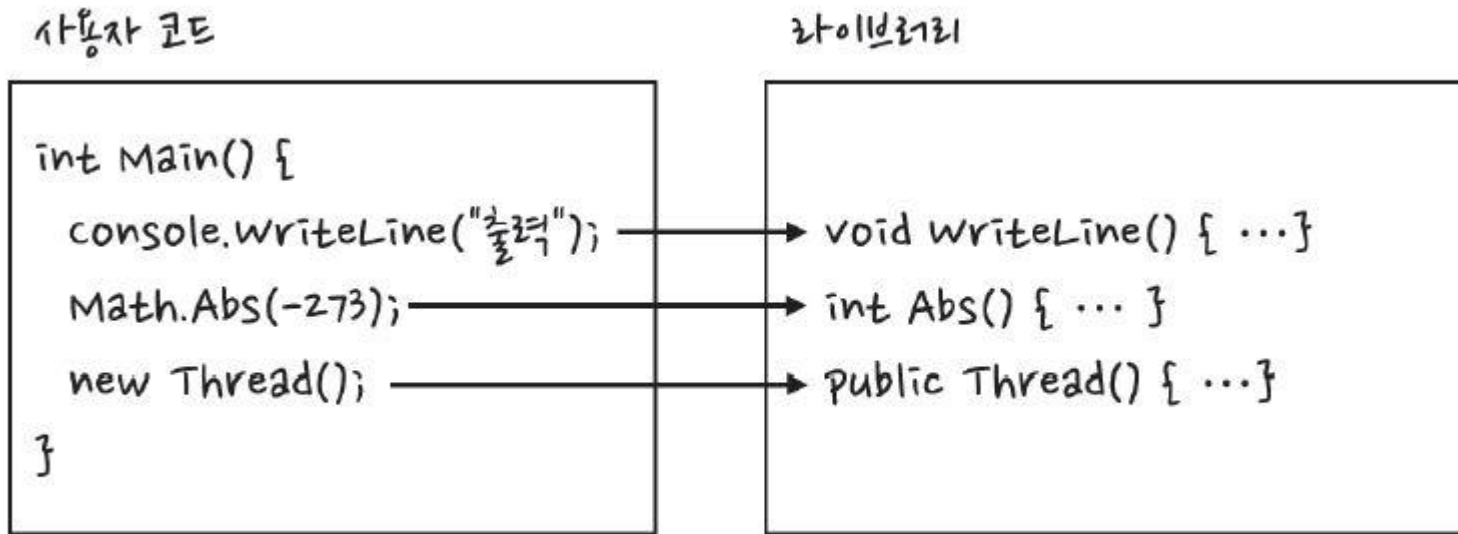 사용자 코드
int Main() {
console.WriteLine("출력");
Math.Abs(-273);
new Thread();
}
라이브러리
void WriteLine() { ... }
int Abs() { ... }
public Thread() { ... }